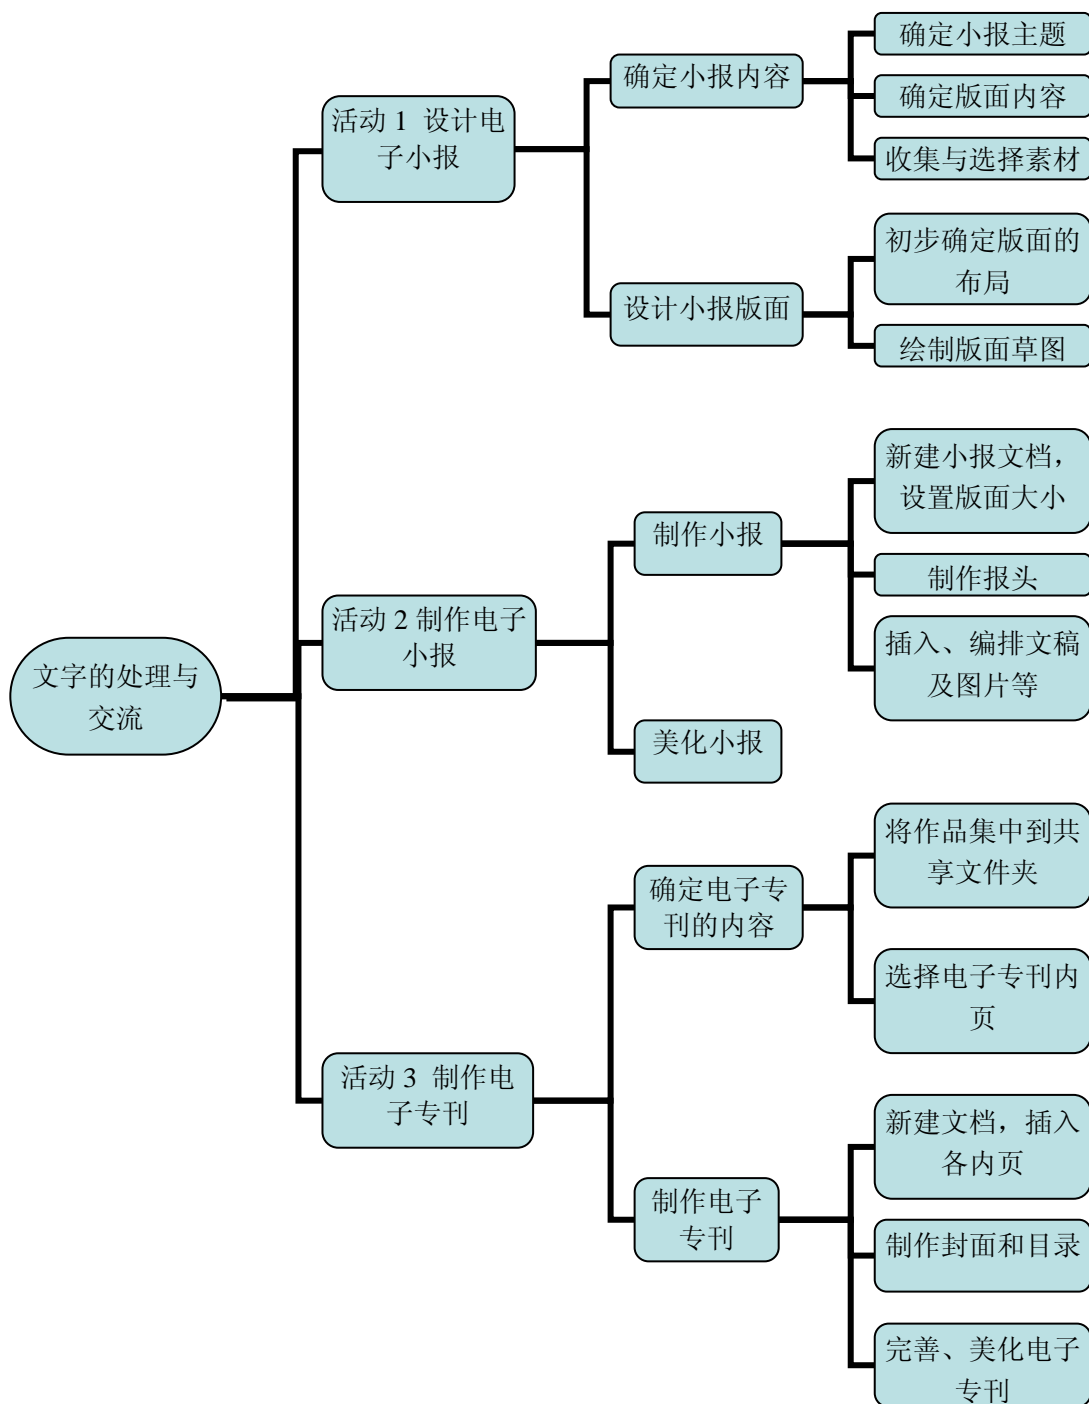 文字的处理与
交流
活动 1  设计电
子小报
确定小报内容
确定小报主题
确定版面内容
收集与选择素材
设计小报版面
初步确定版面的
布局
绘制版面草图
活动 2 制作电子
小报
制作小报
新建小报文档，
设置版面大小
制作报头
插入、编排文稿
及图片等
美化小报
活动 3  制作电
子专刊
确定电子专
刊的内容
将作品集中到共
享文件夹
选择电子专刊内
页
制作电子
专刊
新建文档，插入
各内页
制作封面和目录
完善、美化电子
专刊